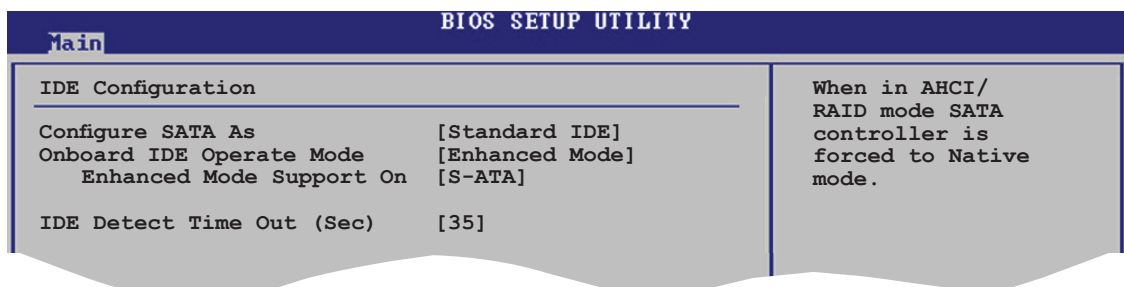 BIOS SETUP UTILITY
Main
IDE Configuration
Configure SATA As [Standard IDE]
Onboard IDE Operate Mode [Enhanced Mode]
Enhanced Mode Support On [S-ATA]
IDE Detect Time Out (Sec) [35]
When in AHCI/
RAID mode SATA
controller is
forced to Native
mode.